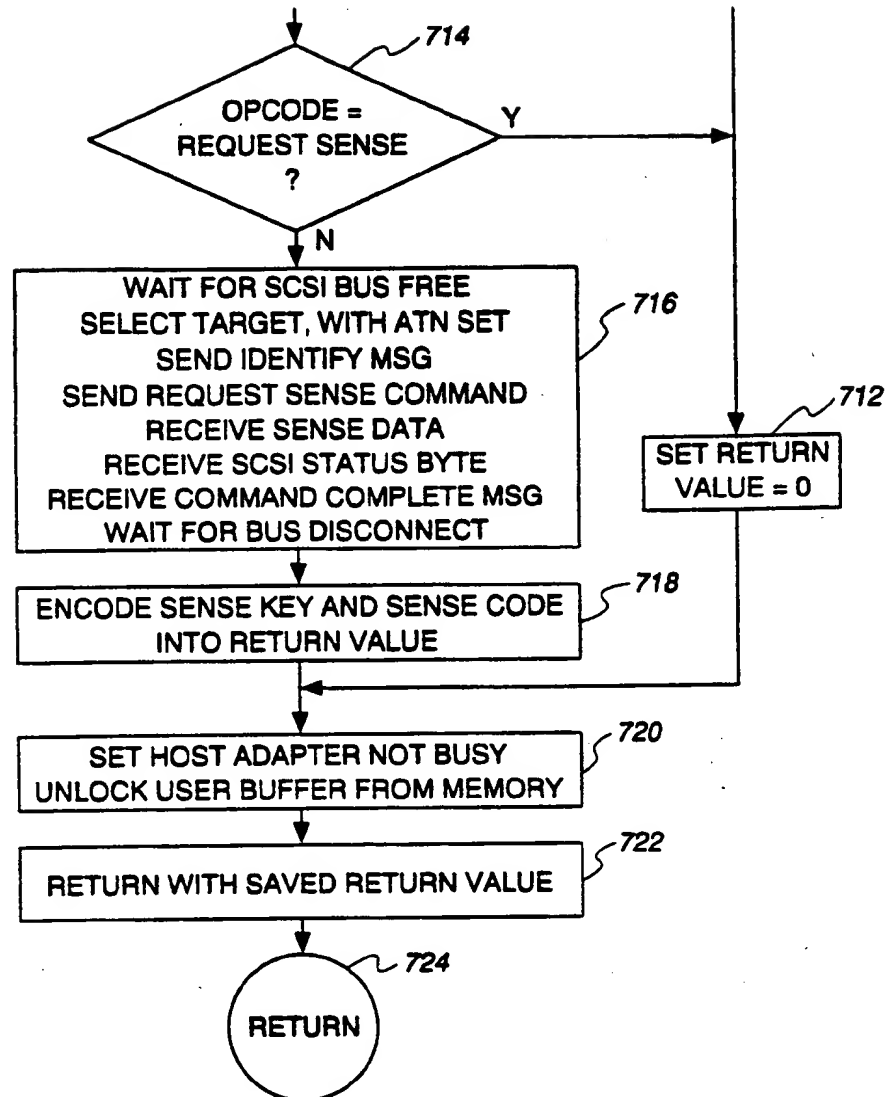 714
OPCODE =
REQUEST SENSE
?
Y
N
WAIT FOR SCSI BUS FREE
SELECT TARGET, WITH ATN SET
SEND IDENTIFY MSG
SEND REQUEST SENSE COMMAND
RECEIVE SENSE DATA
RECEIVE SCSI STATUS BYTE
RECEIVE COMMAND COMPLETE MSG
WAIT FOR BUS DISCONNECT
716
712
SET RETURN
VALUE = 0
718
ENCODE SENSE KEY AND SENSE CODE
INTO RETURN VALUE
720
SET HOST ADAPTER NOT BUSY
UNLOCK USER BUFFER FROM MEMORY
722
RETURN WITH SAVED RETURN VALUE
724
RETURN